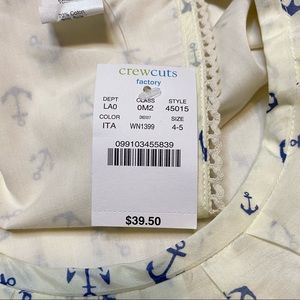 crewcuts
factory
DEPT CLASS STYLE
LA0 0M2 45015
COLOR SIZE
ITA WN1399 4-5
099103455839
$39.50